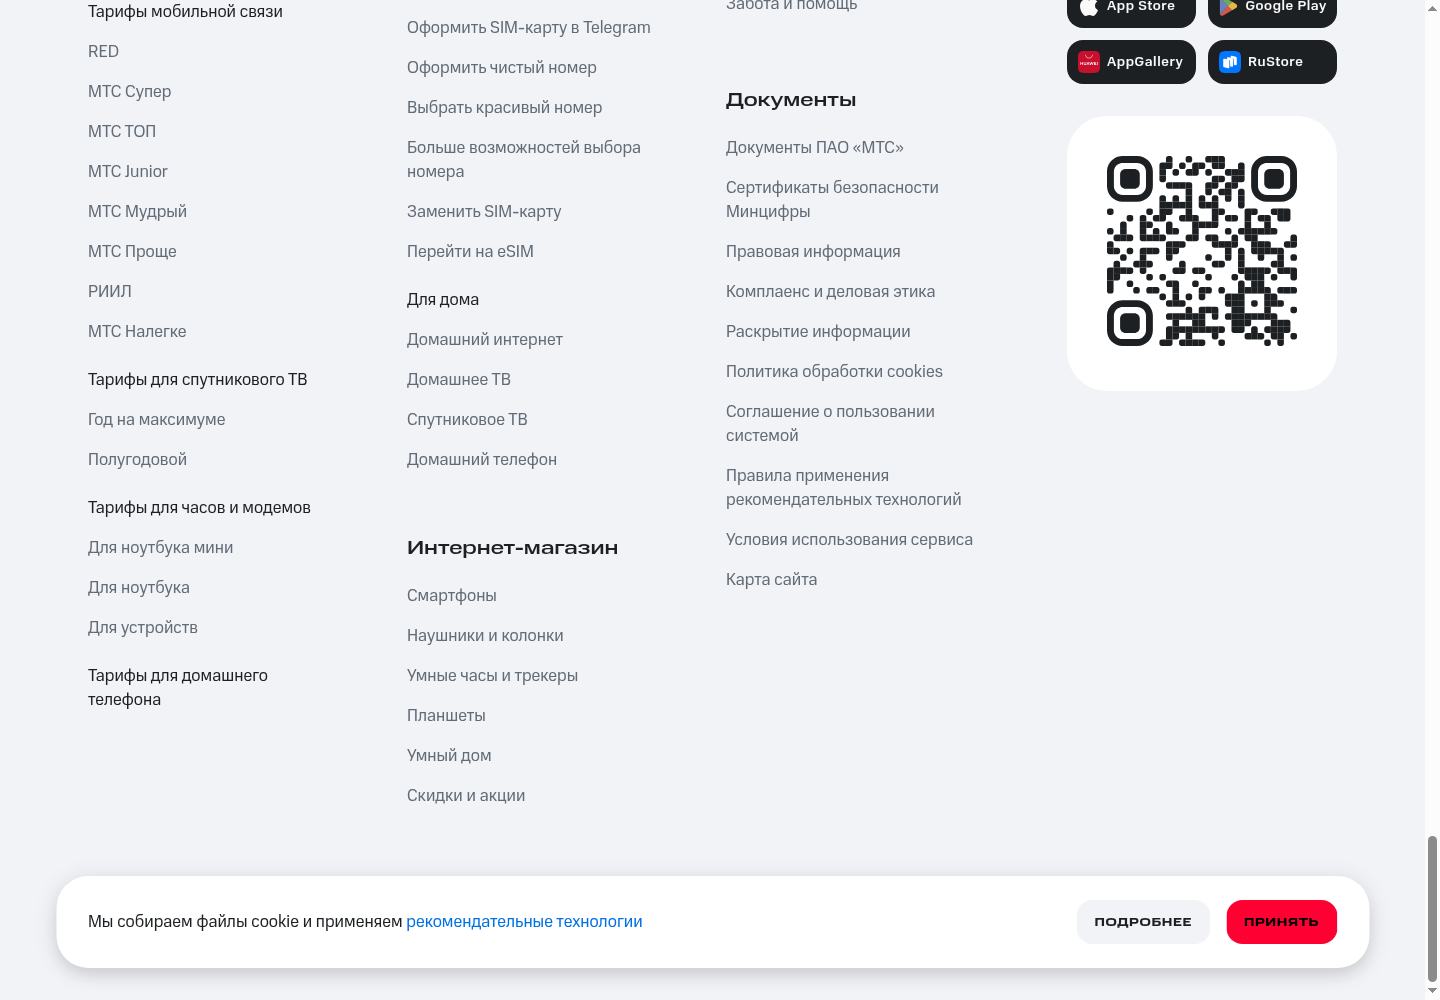 Тарифы мобильной связи
RED
МТС Супер
МТС ТОП
МТС Junior
МТС Мудрый
МТС Проще
РИИЛ
МТС Налегке
Тарифы для спутникового ТВ
Год на максимуме
Полугодовой
Тарифы для часов и модемов
Для ноутбука мини
Для ноутбука
Для устройств
Тарифы для домашнего
телефона
Оформить SIM-карту в Telegram
Оформить чистый номер
Выбрать красивый номер
Больше возможностей выбора
номера
Заменить SIM-карту
Перейти на eSIM
Для дома
Домашний интернет
Домашнее ТВ
Спутниковое ТВ
Домашний телефон
Интернет-магазин
Смартфоны
Наушники и колонки
Умные часы и трекеры
Планшеты
Умный дом
Скидки и акции
Забота и помощь
Документы
Документы ПАО «МТС»
Сертификаты безопасности
Минцифры
Правовая информация
Комплаенс и деловая этика
Раскрытие информации
Политика обработки cookies
Соглашение о пользовании
системой
Правила применения
рекомендательных технологий
Условия использования сервиса
Карта сайта
App Store
Google Play
HUAWEI
AppGallery
RuStore
Мы собираем файлы cookie и применяем рекомендательные технологии
ПОДРОБНЕЕ
ПРИНЯТЬ